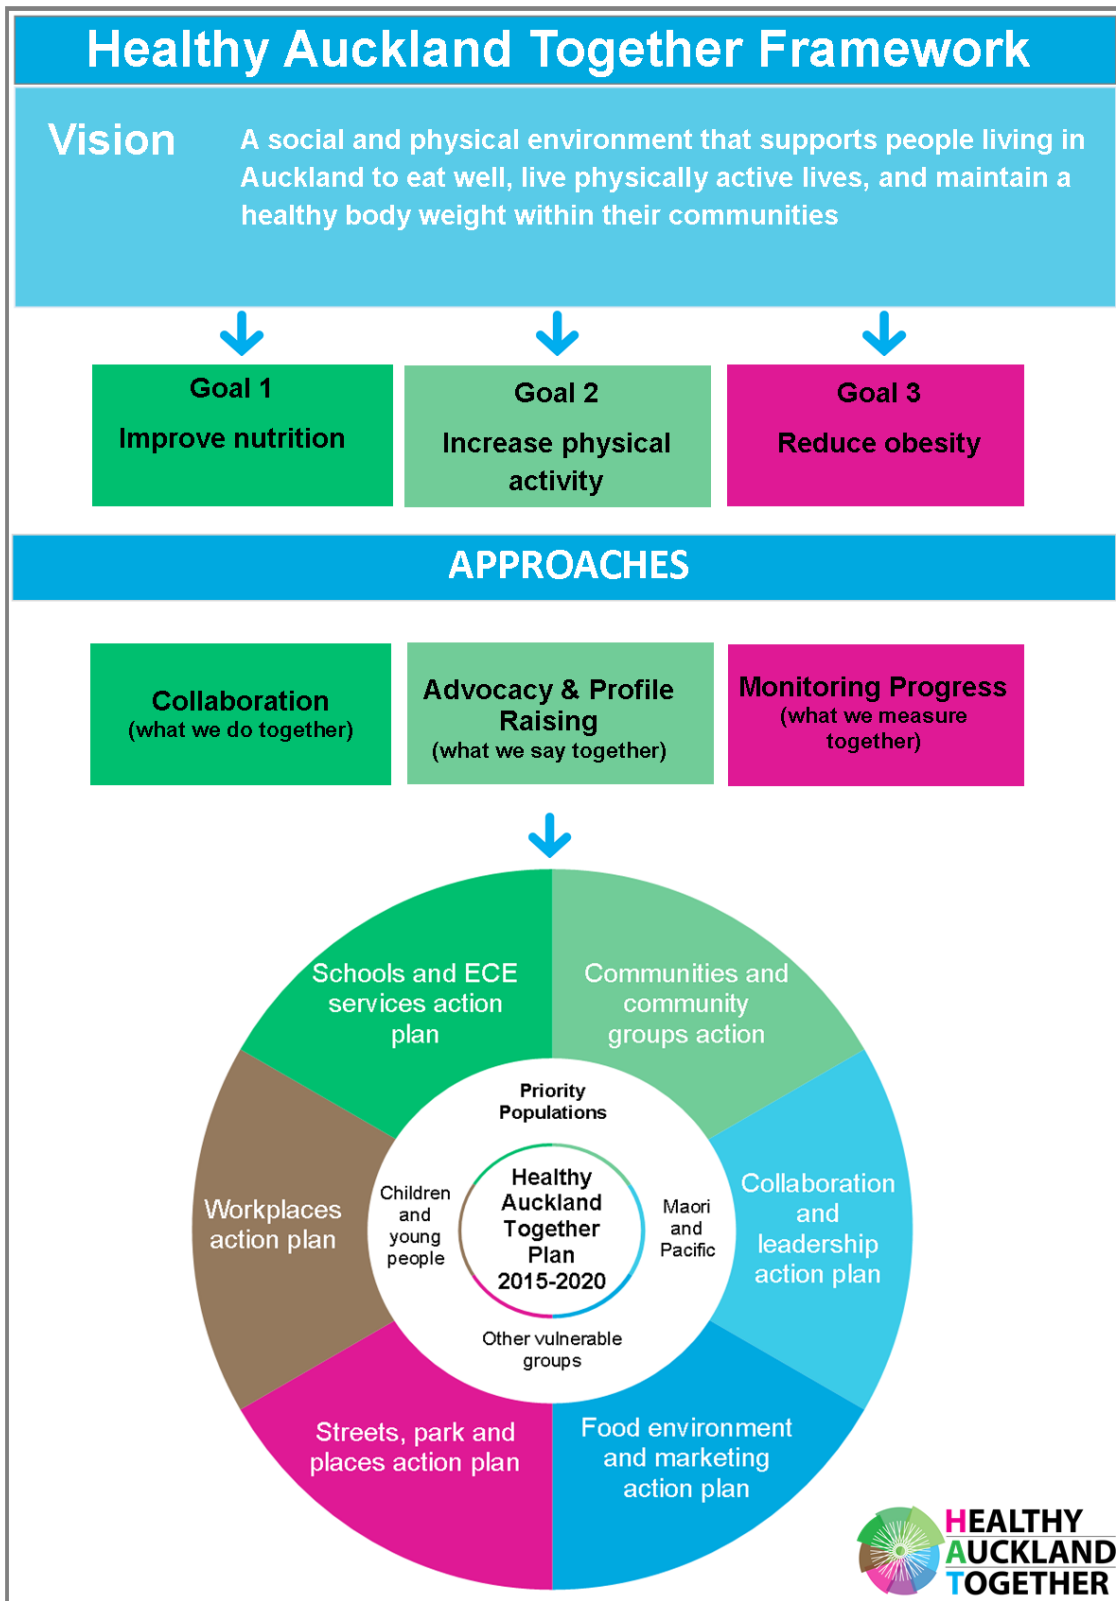 Healthy Auckland Together Framework
Vision
A social and physical environment that supports people living in
Auckland to eat well, live physically active lives, and maintain a
healthy body weight within their communities
Goal 1
Improve nutrition
Goal 2
Increase physical
activity
Goal 3
Reduce obesity
APPROACHES
Collaboration
(what we do together)
Advocacy & Profile
Raising
(what we say together)
Monitoring Progress
(what we measure
together)
Schools and ECE
services action
plan
Communities and
community
groups action
Workplaces
action plan
Collaboration
and
leadership
action plan
Streets, park and
places action plan
Food environment
and marketing
action plan
Priority
Populations
Children
and
young
people
Healthy
Auckland
Together
Plan
2015-2020
Maori
and
Pacific
Other vulnerable
groups
HEALTHY
AUCKLAND
TOGETHER